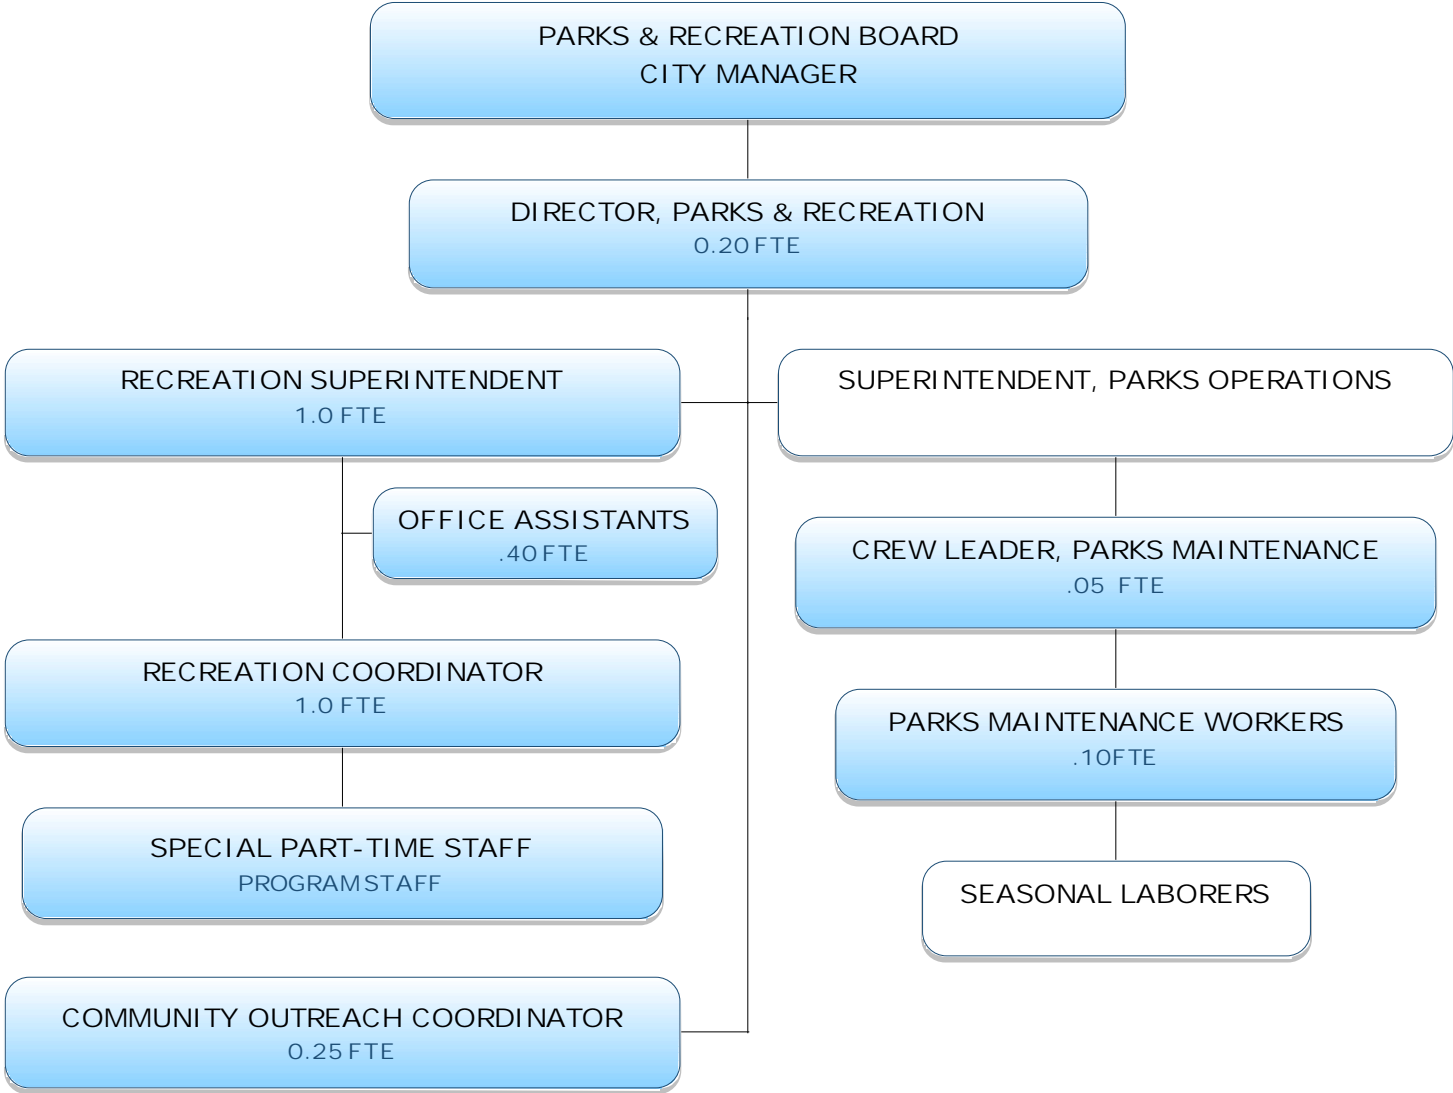 PARKS & RECREATION BOARD
CITY MANAGER
DIRECTOR, PARKS & RECREATION
0.20 FTE
RECREATION SUPERINTENDENT
1.0 FTE
SUPERINTENDENT, PARKS OPERATIONS
OFFICE ASSISTANTS
.40 FTE
CREW LEADER, PARKS MAINTENANCE
.05 FTE
RECREATION COORDINATOR
1.0 FTE
PARKS MAINTENANCE WORKERS
.10FTE
SPECIAL PART-TIME STAFF
PROGRAM STAFF
SEASONAL LABORERS
COMMUNITY OUTREACH COORDINATOR
0.25 FTE